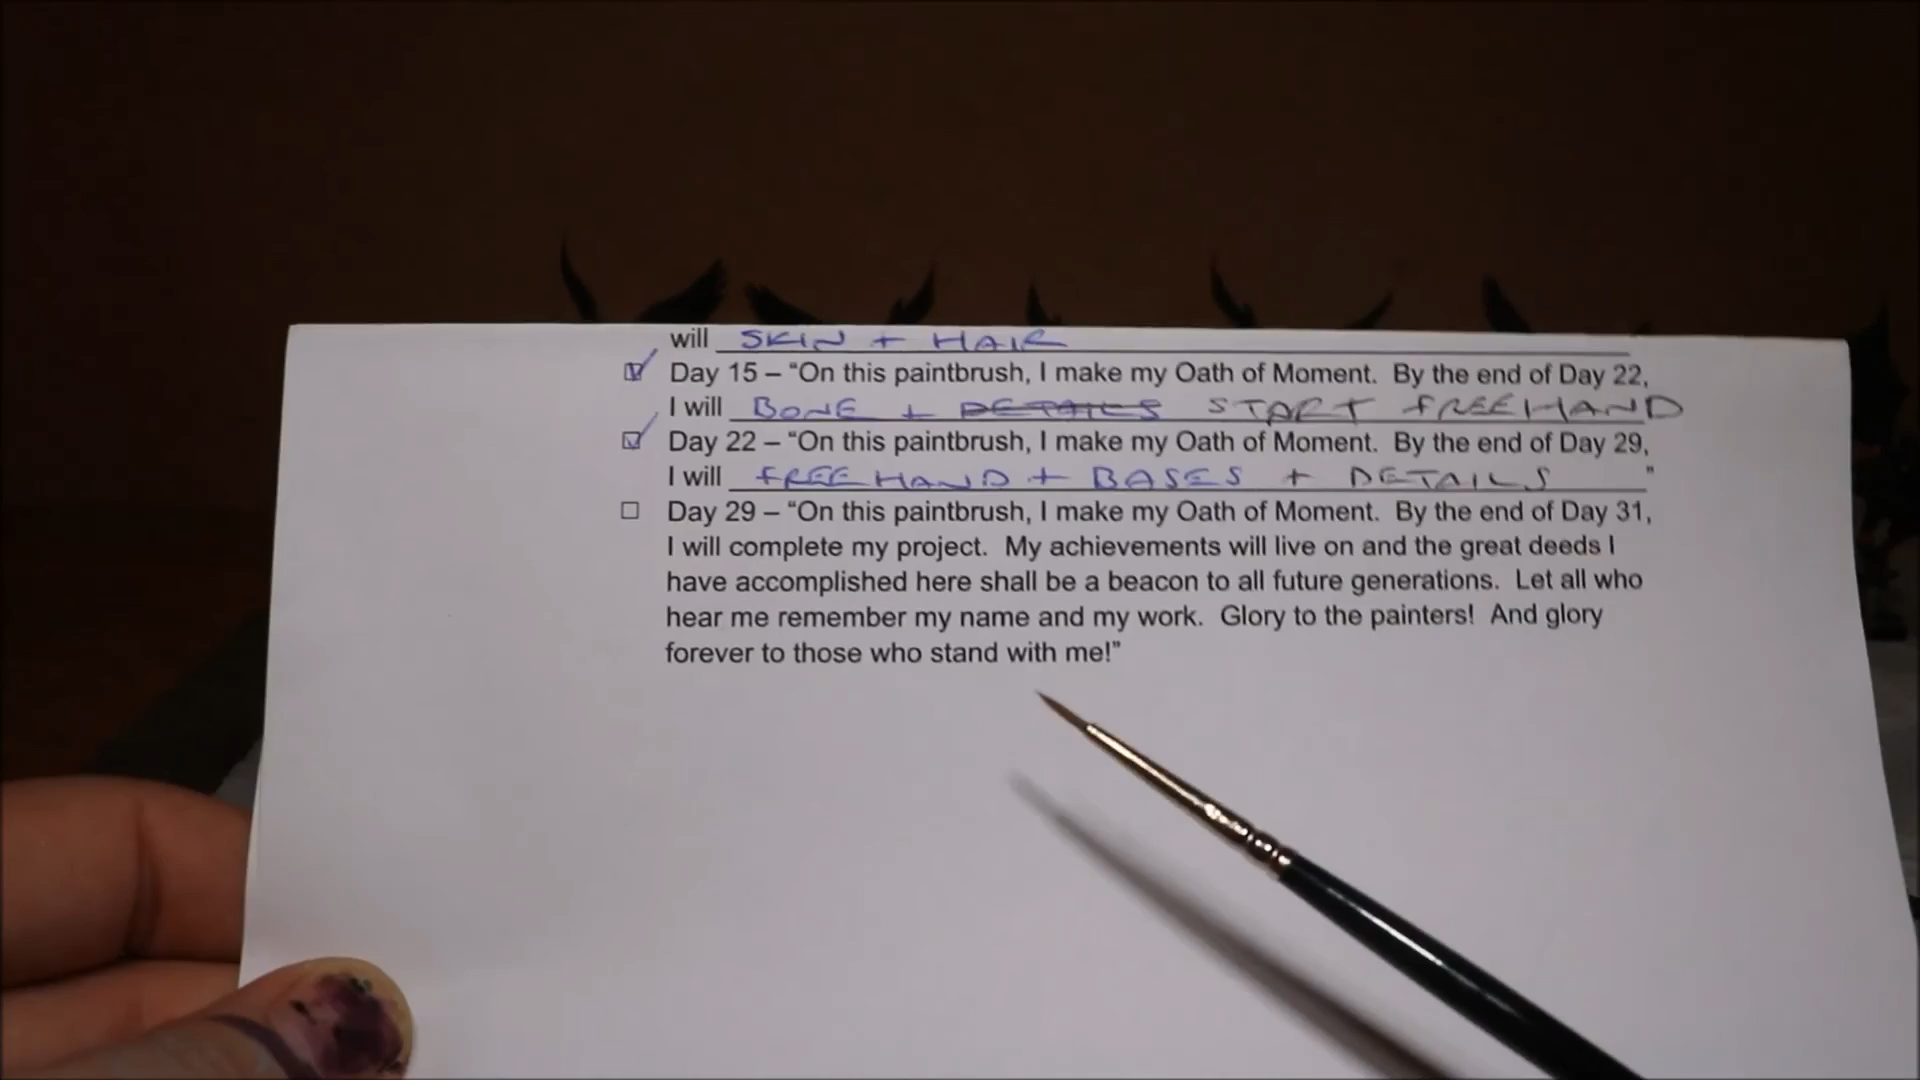 will SKIN + HAIR
Day 15 – “On this paintbrush, I make my Oath of Moment.  By the end of Day 22,
I will BONE + DETAILS START FREEHAND
Day 22 – “On this paintbrush, I make my Oath of Moment.  By the end of Day 29,
I will FREEHAND + BASES + DETAILS ”
Day 29 – “On this paintbrush, I make my Oath of Moment.  By the end of Day 31,
I will complete my project.  My achievements will live on and the great deeds I
have accomplished here shall be a beacon to all future generations.  Let all who
hear me remember my name and my work.  Glory to the painters!  And glory
forever to those who stand with me!”